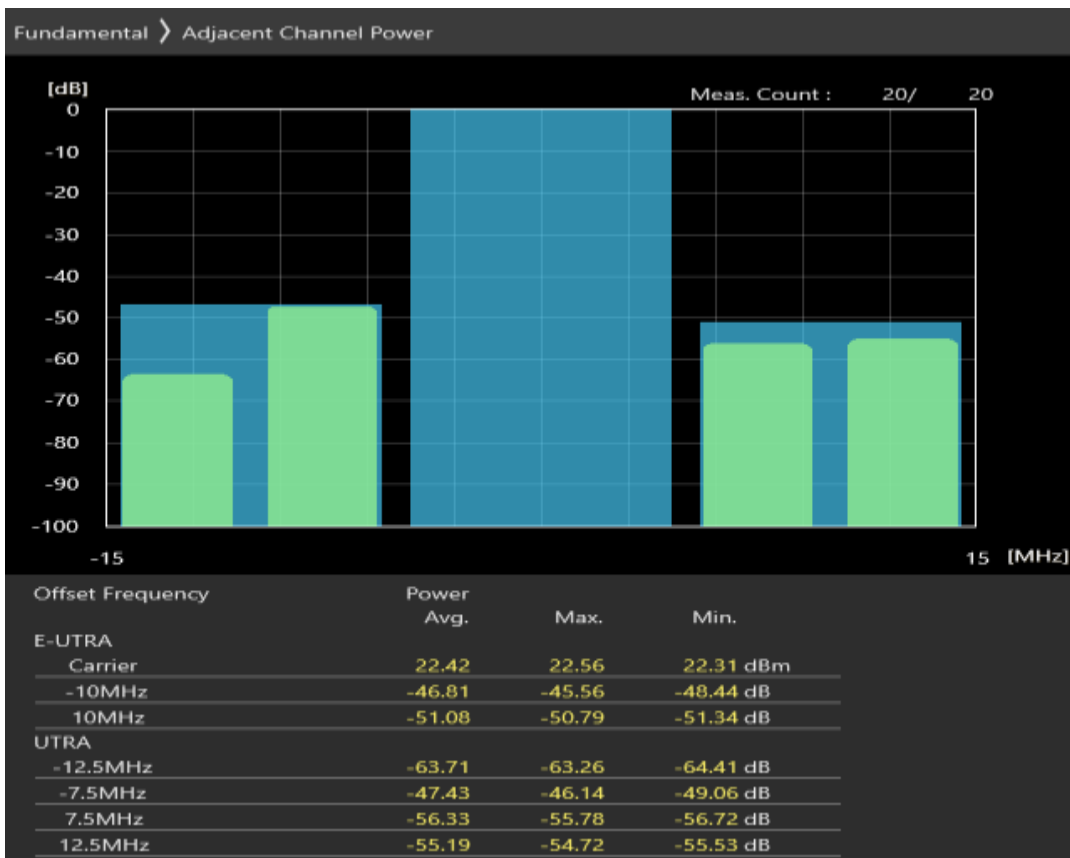 Fundamental 〉 Adjacent Channel Power
[dB]
Meas. Count : 20/ 20
0
-10
-20
-30
-40
-50
-60
-70
-80
-90
-100
-15 15 [MHz]
Offset Frequency Power
Avg. Max. Min.
E-UTRA
Carrier 22.42 22.56 22.31 dBm
-10MHz -46.81 -45.56 -48.44 dB
10MHz -51.08 -50.79 -51.34 dB
UTRA
-12.5MHz -63.71 -63.26 -64.41 dB
-7.5MHz -47.43 -46.14 -49.06 dB
7.5MHz -56.33 -55.78 -56.72 dB
12.5MHz -55.19 -54.72 -55.53 dB